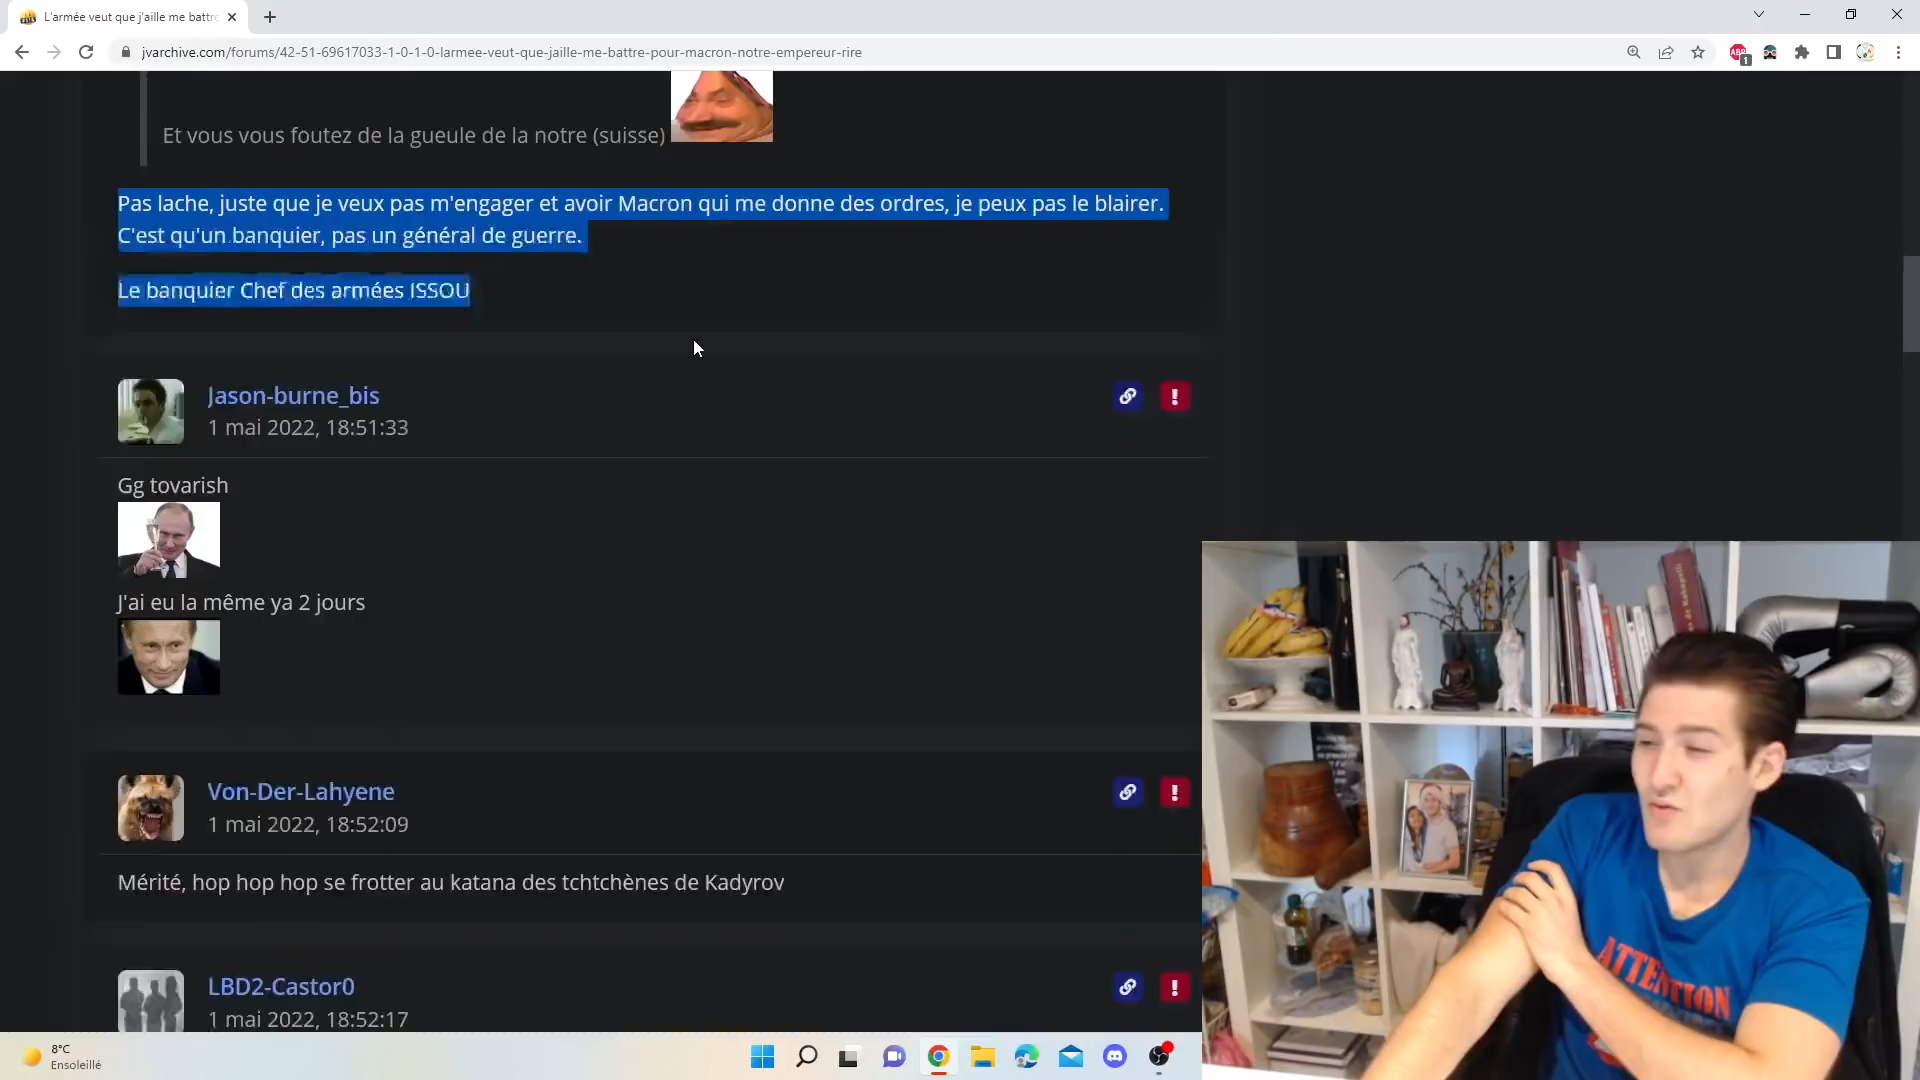 L'armée veut que j'aille me battre
jvarchive.com/forums/42-51-69617033-1-0-1-0-larmee-veut-que-jaille-me-battre-pour-macron-notre-empereur-rire
ABP
1
Et vous vous foutez de la gueule de la notre (suisse)
Pas lache, juste que je veux pas m'engager et avoir Macron qui me donne des ordres, je peux pas le blairer.
C'est qu'un banquier, pas un général de guerre.
Le banquier Chef des armées ISSOU
Jason-burne_bis
1 mai 2022, 18:51:33
Gg tovarish
J'ai eu la même ya 2 jours
Von-Der-Lahyene
1 mai 2022, 18:52:09
Mérité, hop hop hop se frotter au katana des tchtchènes de Kadyrov
LBD2-Castor0
1 mai 2022, 18:52:17
ATTENTION
8°C
Ensoleillé